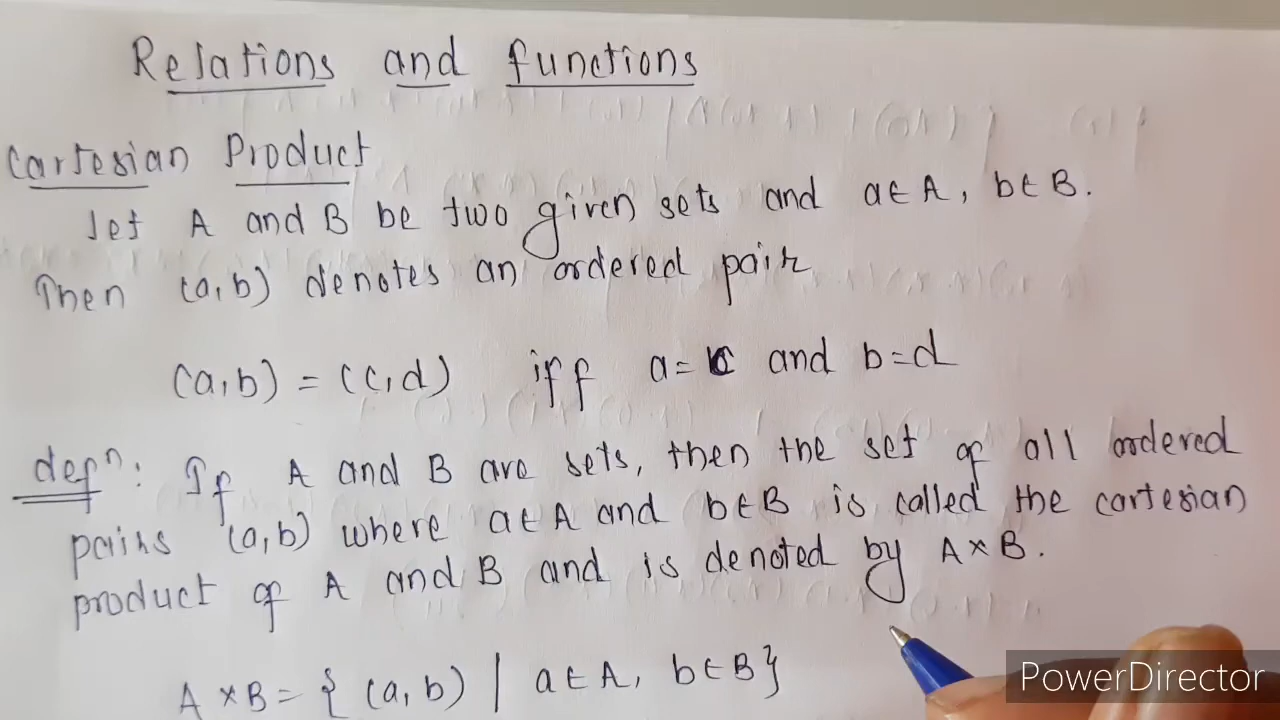 Relations and functions
Cartesian Product
Let A and B be two given sets and a∈A, b∈B.
Then (a,b) denotes an ordered pair
(a,b) = (c,d) iff a=c and b=d
defⁿ: If A and B are sets, then the set of all ordered
pairs (a,b) where a∈A and b∈B is called the cartesian
product of A and B and is denoted by A×B.
A×B = {(a,b) | a∈A, b∈B}
PowerDirector